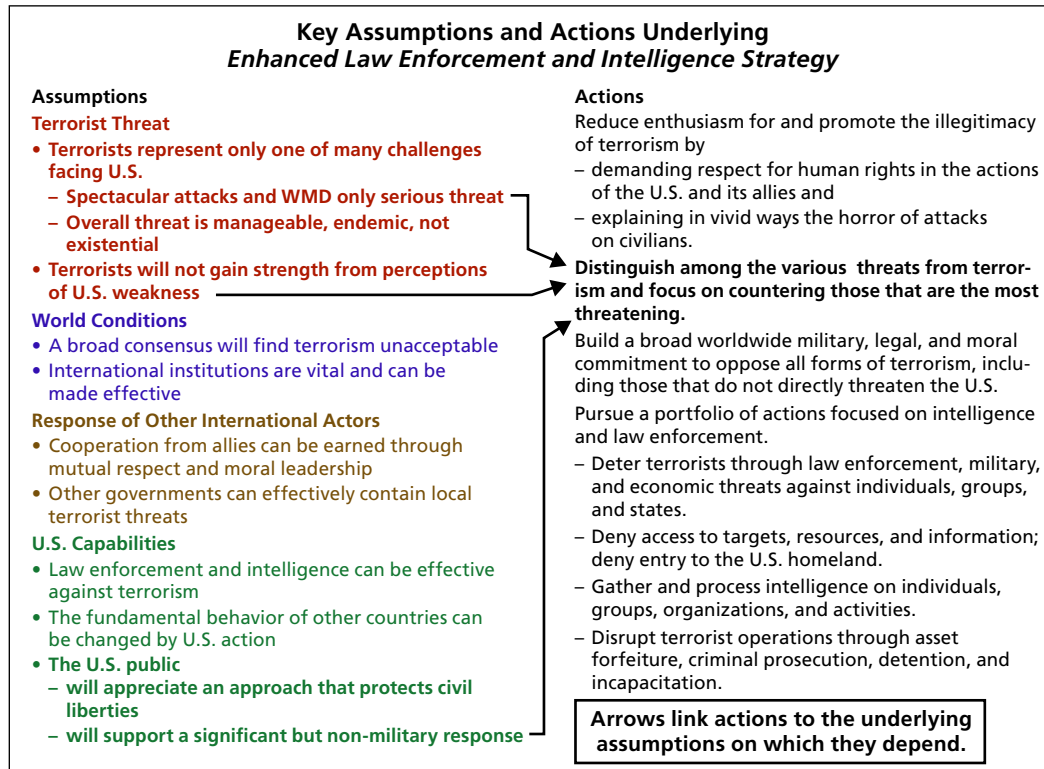 Key Assumptions and Actions Underlying
Enhanced Law Enforcement and Intelligence Strategy
Assumptions
Terrorist Threat
• Terrorists represent only one of many challenges
facing U.S.
– Spectacular attacks and WMD only serious threat
– Overall threat is manageable, endemic, not
existential
• Terrorists will not gain strength from perceptions
of U.S. weakness
World Conditions
• A broad consensus will find terrorism unacceptable
• International institutions are vital and can be
made effective
Response of Other International Actors
• Cooperation from allies can be earned through
mutual respect and moral leadership
• Other governments can effectively contain local
terrorist threats
U.S. Capabilities
• Law enforcement and intelligence can be effective
against terrorism
• The fundamental behavior of other countries can
be changed by U.S. action
• The U.S. public
– will appreciate an approach that protects civil
liberties
– will support a significant but non-military response
Actions
Reduce enthusiasm for and promote the illegitimacy
of terrorism by
– demanding respect for human rights in the actions
of the U.S. and its allies and
– explaining in vivid ways the horror of attacks
on civilians.
Distinguish among the various threats from terror-
ism and focus on countering those that are the most
threatening.
Build a broad worldwide military, legal, and moral
commitment to oppose all forms of terrorism, inclu-
ding those that do not directly threaten the U.S.
Pursue a portfolio of actions focused on intelligence
and law enforcement.
– Deter terrorists through law enforcement, military,
and economic threats against individuals, groups,
and states.
– Deny access to targets, resources, and information;
deny entry to the U.S. homeland.
– Gather and process intelligence on individuals,
groups, organizations, and activities.
– Disrupt terrorist operations through asset
forfeiture, criminal prosecution, detention, and
incapacitation.
Arrows link actions to the underlying
assumptions on which they depend.